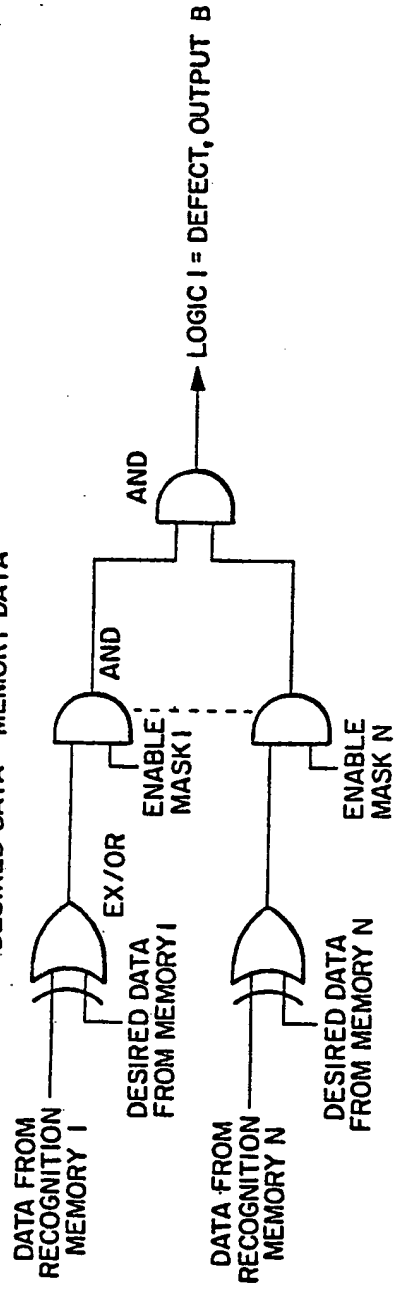 DESIRED DATA MEMORY DATA
DATA FROM
RECOGNITION
MEMORY 1
EX/OR
DESIRED DATA
FROM MEMORY 1
AND
ENABLE
MASK 1
AND
LOGIC 1 = DEFECT, OUTPUT B
DATA FROM
RECOGNITION
MEMORY N
DESIRED DATA
FROM MEMORY N
ENABLE
MASK N